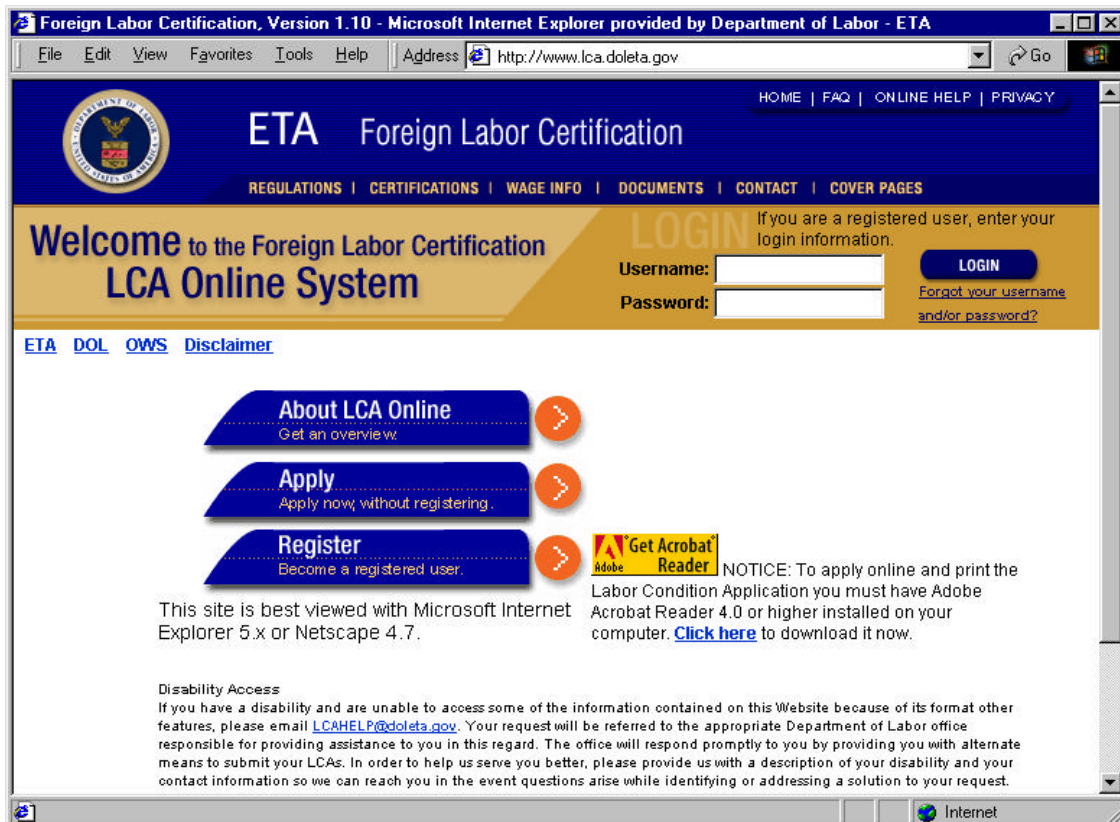 Foreign Labor Certification, Version 1.10 - Microsoft Internet Explorer provided by Department of Labor - ETA
File Edit View Favorites Tools Help Address http://www.lca.doleta.gov Go
HOME | FAQ | ONLINE HELP | PRIVACY
DEPARTMENT OF LABOR
UNITED STATES OF AMERICA
ETA Foreign Labor Certification
REGULATIONS | CERTIFICATIONS | WAGE INFO | DOCUMENTS | CONTACT | COVER PAGES
Welcome to the Foreign Labor Certification
LCA Online System
LOGIN
If you are a registered user, enter your
login information.
Username:
Password:
LOGIN
Forgot your username
and/or password?
ETA DOL OWS Disclaimer
About LCA Online
Get an overview.
Apply
Apply now, without registering.
Register
Become a registered user.
This site is best viewed with Microsoft Internet
Explorer 5.x or Netscape 4.7.
Get Acrobat
Adobe Reader
NOTICE: To apply online and print the
Labor Condition Application you must have Adobe
Acrobat Reader 4.0 or higher installed on your
computer. Click here to download it now.
Disability Access
If you have a disability and are unable to access some of the information contained on this Website because of its format other
features, please email LCAHELP@doleta.gov. Your request will be referred to the appropriate Department of Labor office
responsible for providing assistance to you in this regard. The office will respond promptly to you by providing you with alternate
means to submit your LCAs. In order to help us serve you better, please provide us with a description of your disability and your
contact information so we can reach you in the event questions arise while identifying or addressing a solution to your request.
Internet